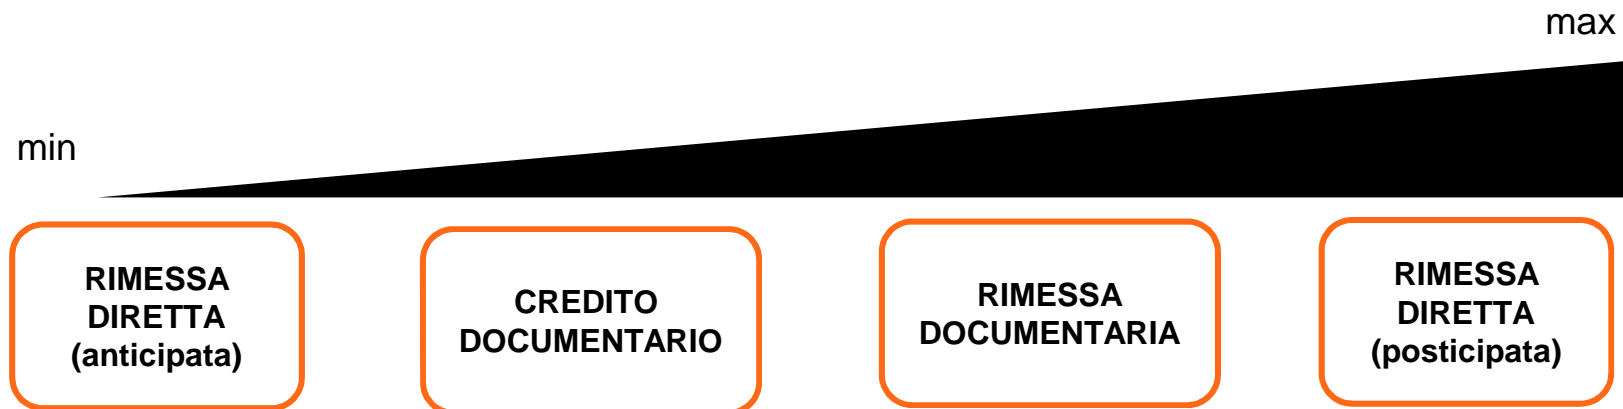 max
min
RIMESSA
DIRETTA
(anticipata)
CREDITO
DOCUMENTARIO
RIMESSA
DOCUMENTARIA
RIMESSA
DIRETTA
(posticipata)